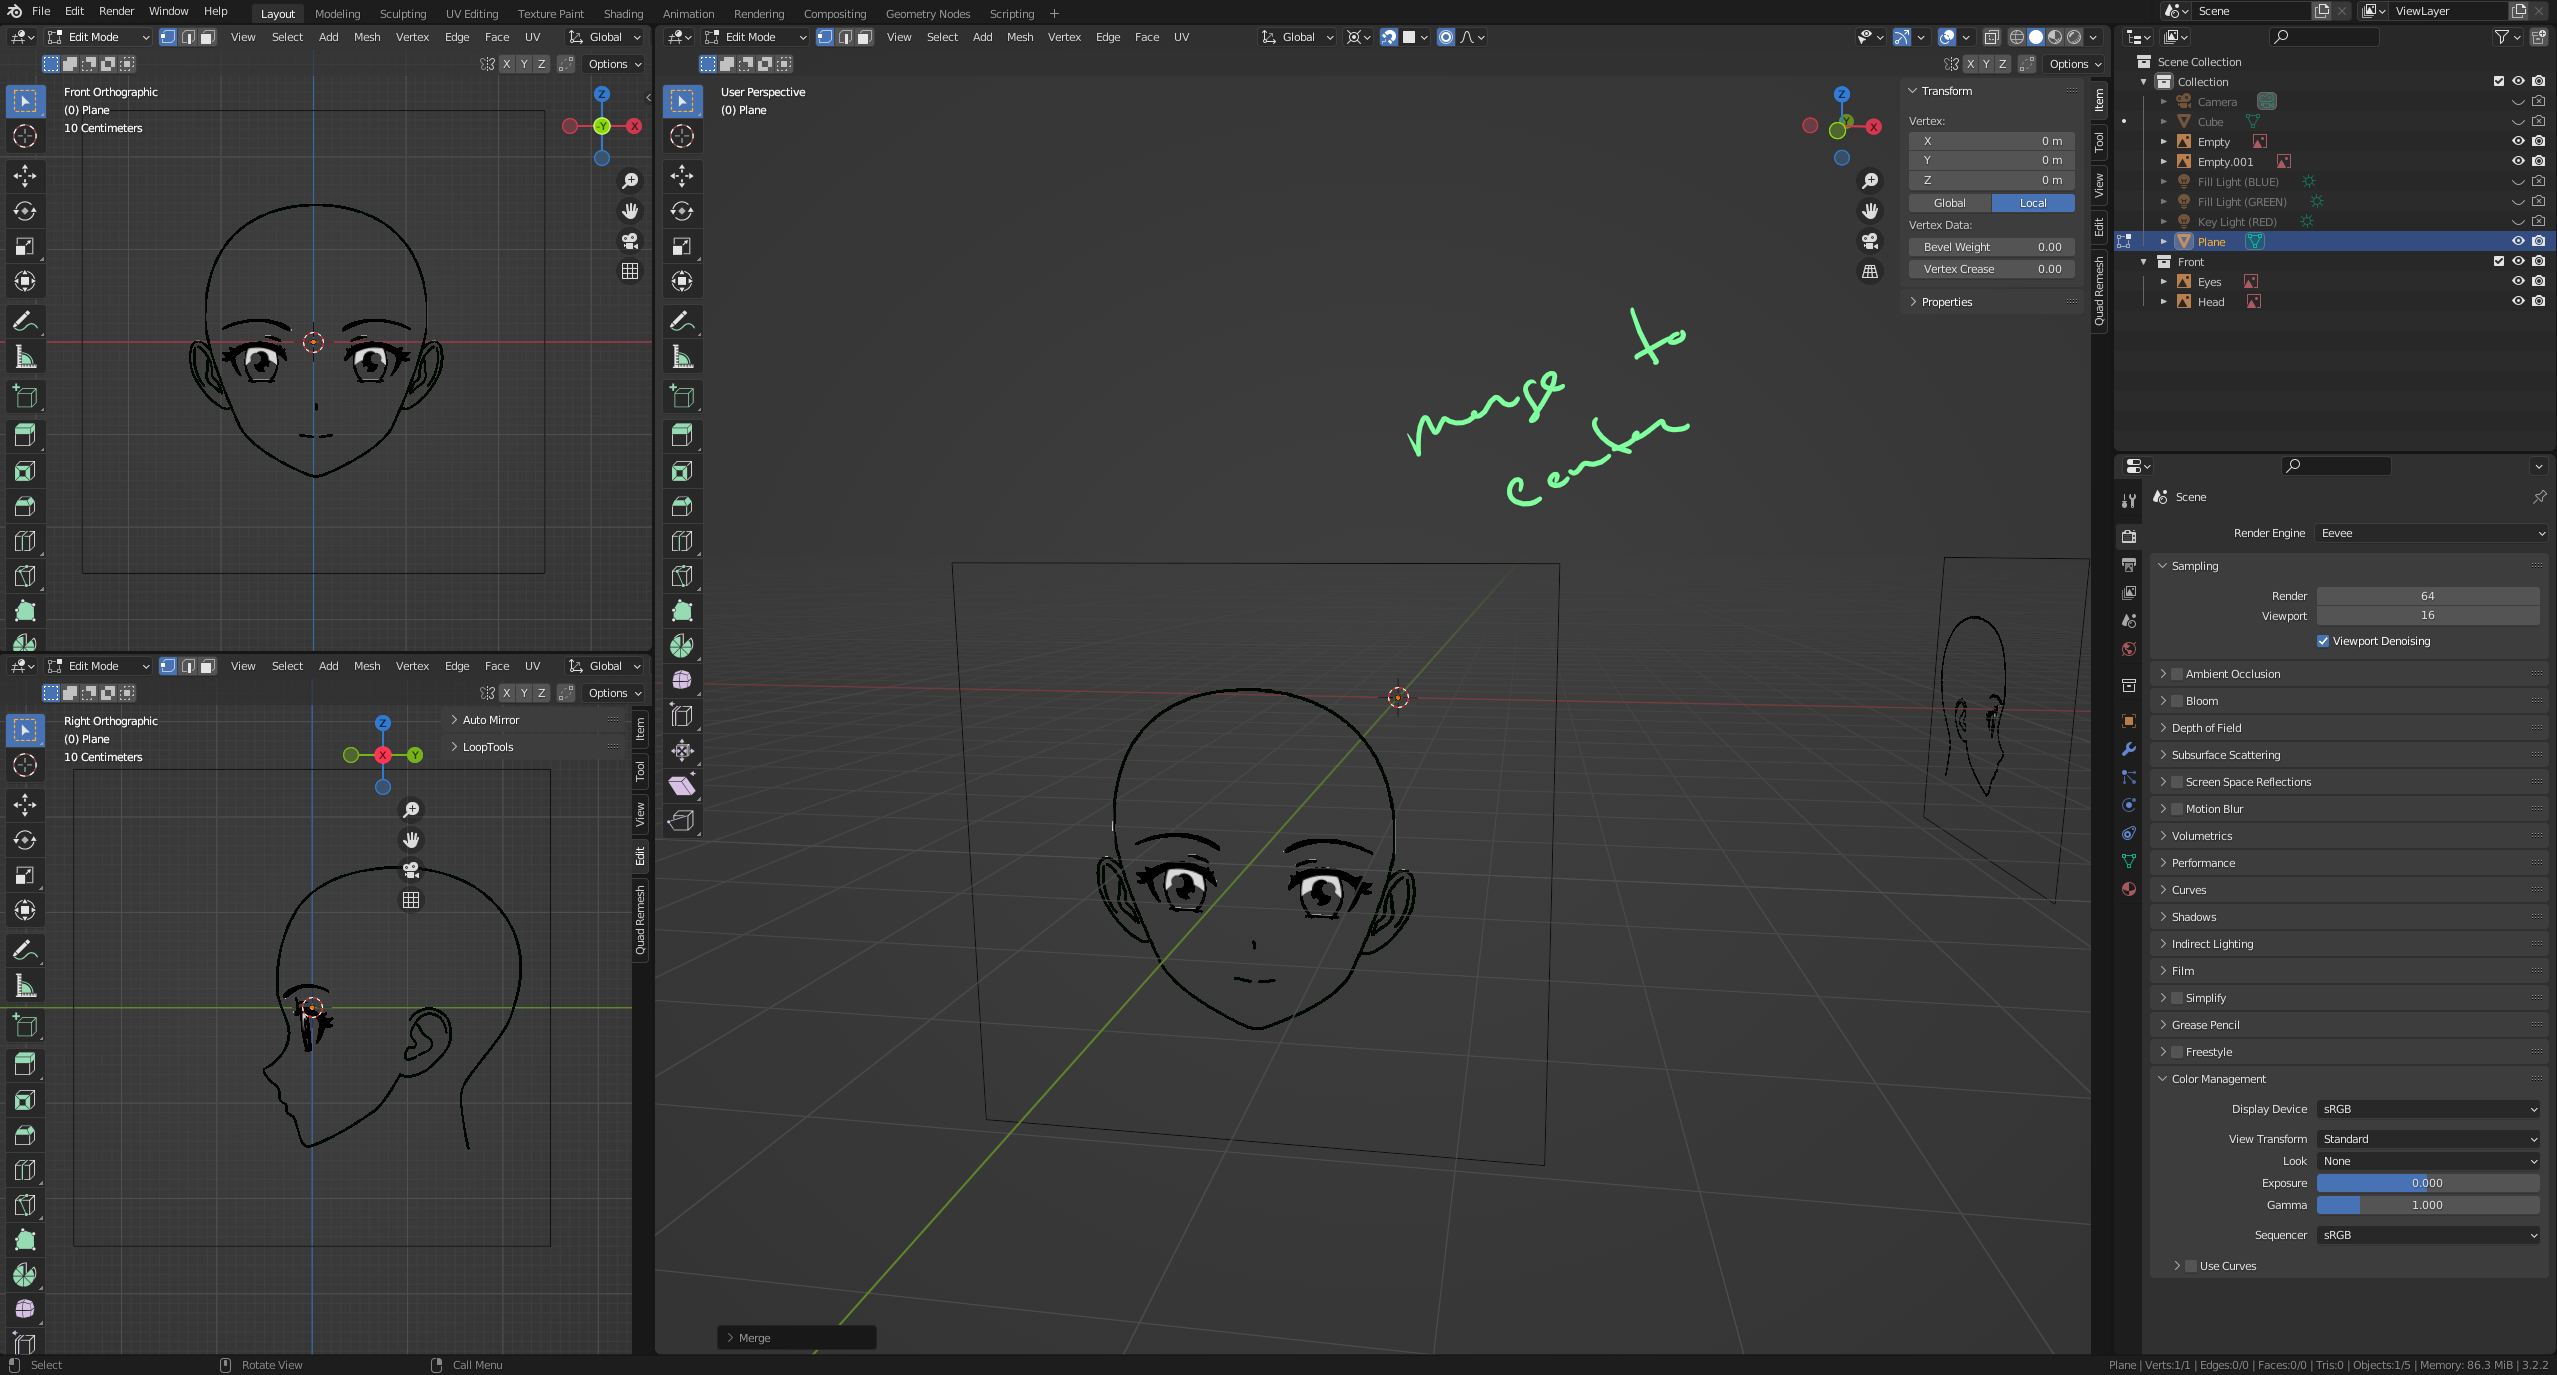 File Edit Render Window Help Layout Modeling Sculpting UV Editing Texture Paint Shading Animation Rendering Compositing Geometry Nodes Scripting + Scene ViewLayer
Edit Mode View Select Add Mesh Vertex Edge Face UV Global
X Y Z Options
Front Orthographic
(0) Plane
10 Centimeters
Z
-Y
X
Edit Mode View Select Add Mesh Vertex Edge Face UV Global
X Y Z Options
Right Orthographic
(0) Plane
10 Centimeters
Z
X
Y
Auto Mirror
LoopTools
Item
Tool
View
Edit
Quad Remesh
Edit Mode View Select Add Mesh Vertex Edge Face UV Global
X Y Z Options
User Perspective
(0) Plane
Z
Y
X
merge to
center
Transform
Vertex:
X 0 m
Y 0 m
Z 0 m
Global Local
Vertex Data:
Bevel Weight 0.00
Vertex Crease 0.00
Properties
Item
Tool
View
Edit
Quad Remesh
Merge
Scene Collection
Collection
Camera
Cube
Empty
Empty.001
Fill Light (BLUE)
Fill Light (GREEN)
Key Light (RED)
Plane
Front
Eyes
Head
Scene
Render Engine Eevee
Sampling
Render 64
Viewport 16
Viewport Denoising
Ambient Occlusion
Bloom
Depth of Field
Subsurface Scattering
Screen Space Reflections
Motion Blur
Volumetrics
Performance
Curves
Shadows
Indirect Lighting
Film
Simplify
Grease Pencil
Freestyle
Color Management
Display Device sRGB
View Transform Standard
Look None
Exposure 0.000
Gamma 1.000
Sequencer sRGB
Use Curves
Select Rotate View Call Menu Plane | Verts:1/1 | Edges:0/0 | Faces:0/0 | Tris:0 | Objects:1/5 | Memory: 86.3 MiB | 3.2.2